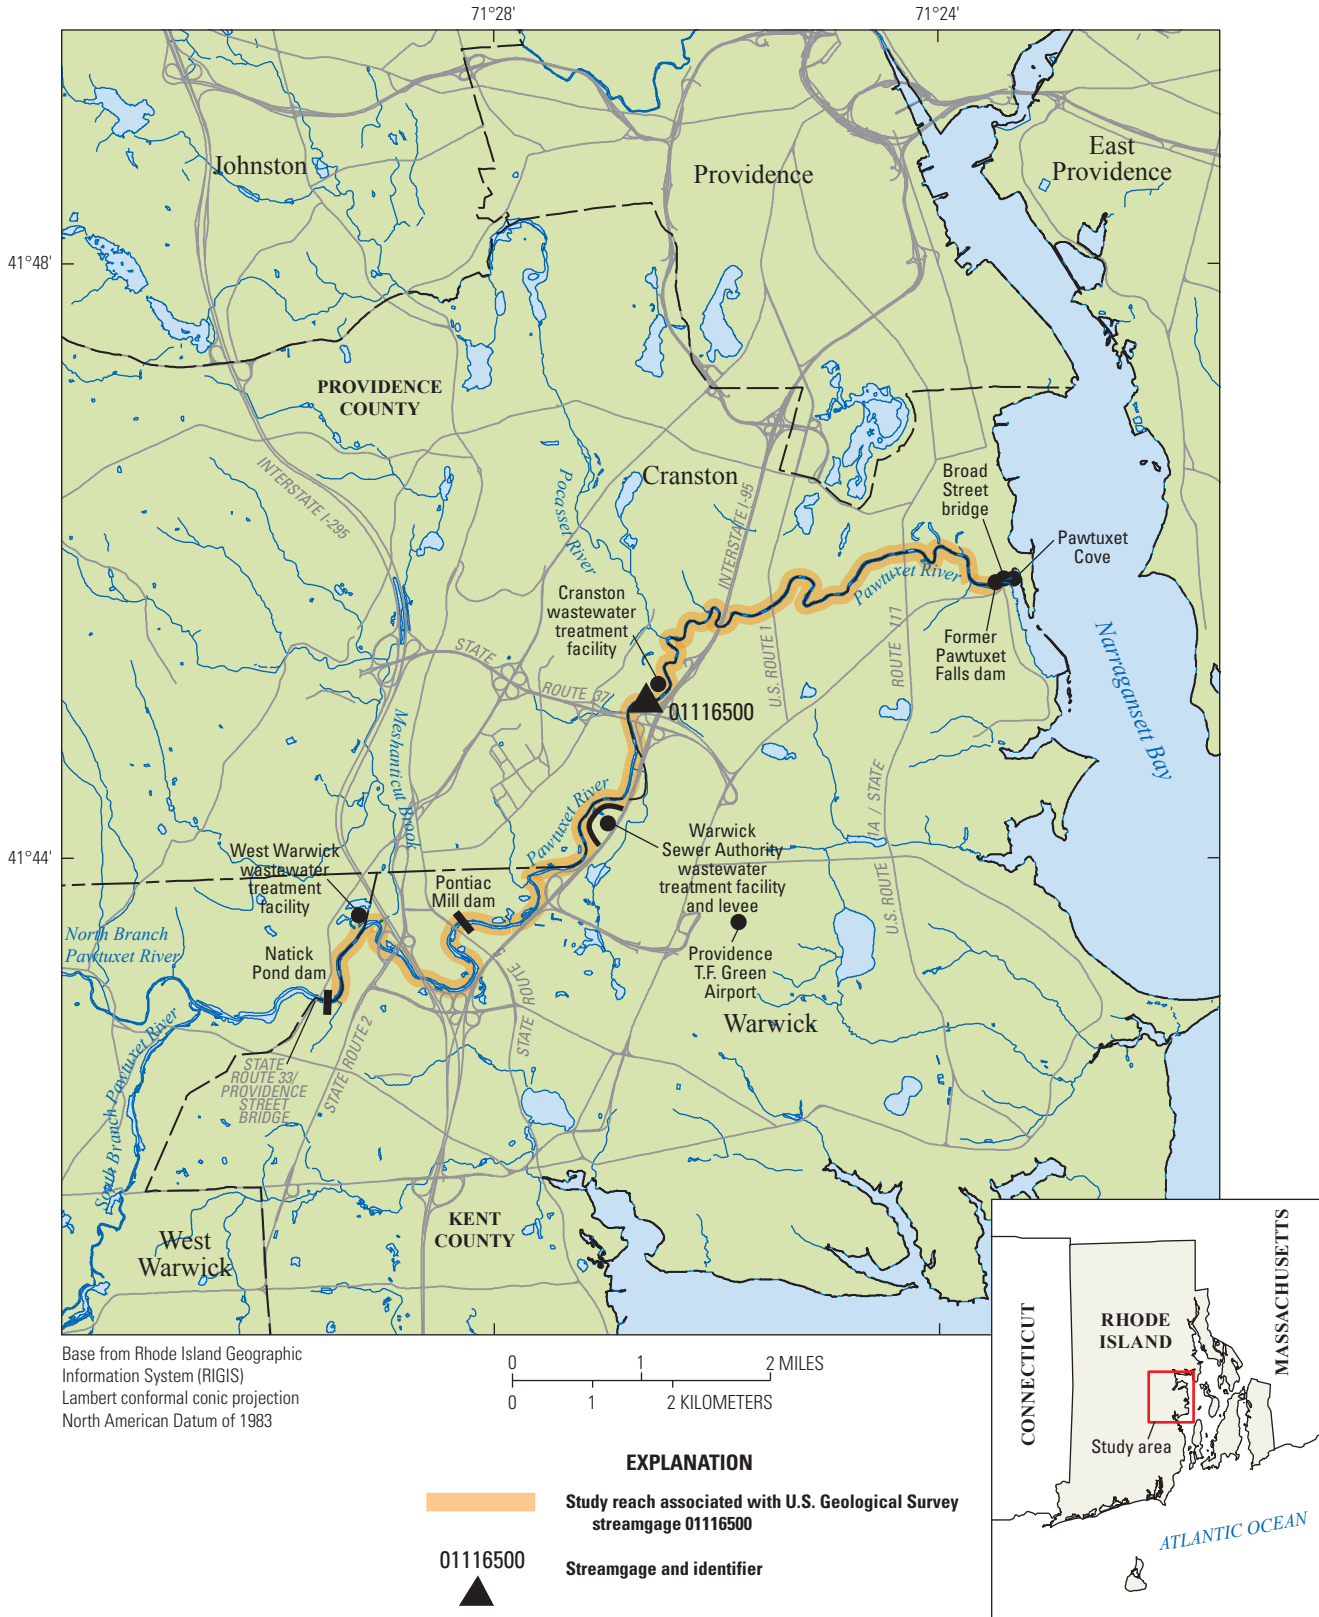 71°28'
71°24'
Johnston
Providence
East
Providence
41°48'
PROVIDENCE
COUNTY
INTERSTATE I-295
Pocasset River
Cranston
INTERSTATE I-95
Broad
Street
bridge
Pawtuxet
Cove
Pawtuxet River
Cranston
wastewater
treatment
facility
STATE
ROUTE 37
U.S. ROUTE 1
ROUTE 117
Former
Pawtuxet
Falls dam
Narragansett Bay
01116500
Meshanticut Brook
Pawtuxet River
1A / STATE
U.S. ROUTE
41°44'
West Warwick
wastewater
treatment
facility
Pontiac
Mill dam
Warwick
Sewer Authority
wastewater
treatment facility
and levee
North Branch
Pawtuxet River
Natick
Pond dam
Providence
T.F. Green
Airport
Warwick
STATE ROUTE
STATE ROUTE 2
STATE
ROUTE 33/
PROVIDENCE
STREET
BRIDGE
South Branch Pawtuxet River
West
Warwick
KENT
COUNTY
Base from Rhode Island Geographic
Information System (RIGIS)
Lambert conformal conic projection
North American Datum of 1983
0 1 2 MILES
0 1 2 KILOMETERS
CONNECTICUT
RHODE
ISLAND
MASSACHUSETTS
Study area
ATLANTIC OCEAN
EXPLANATION
Study reach associated with U.S. Geological Survey
streamgage 01116500
01116500
Streamgage and identifier